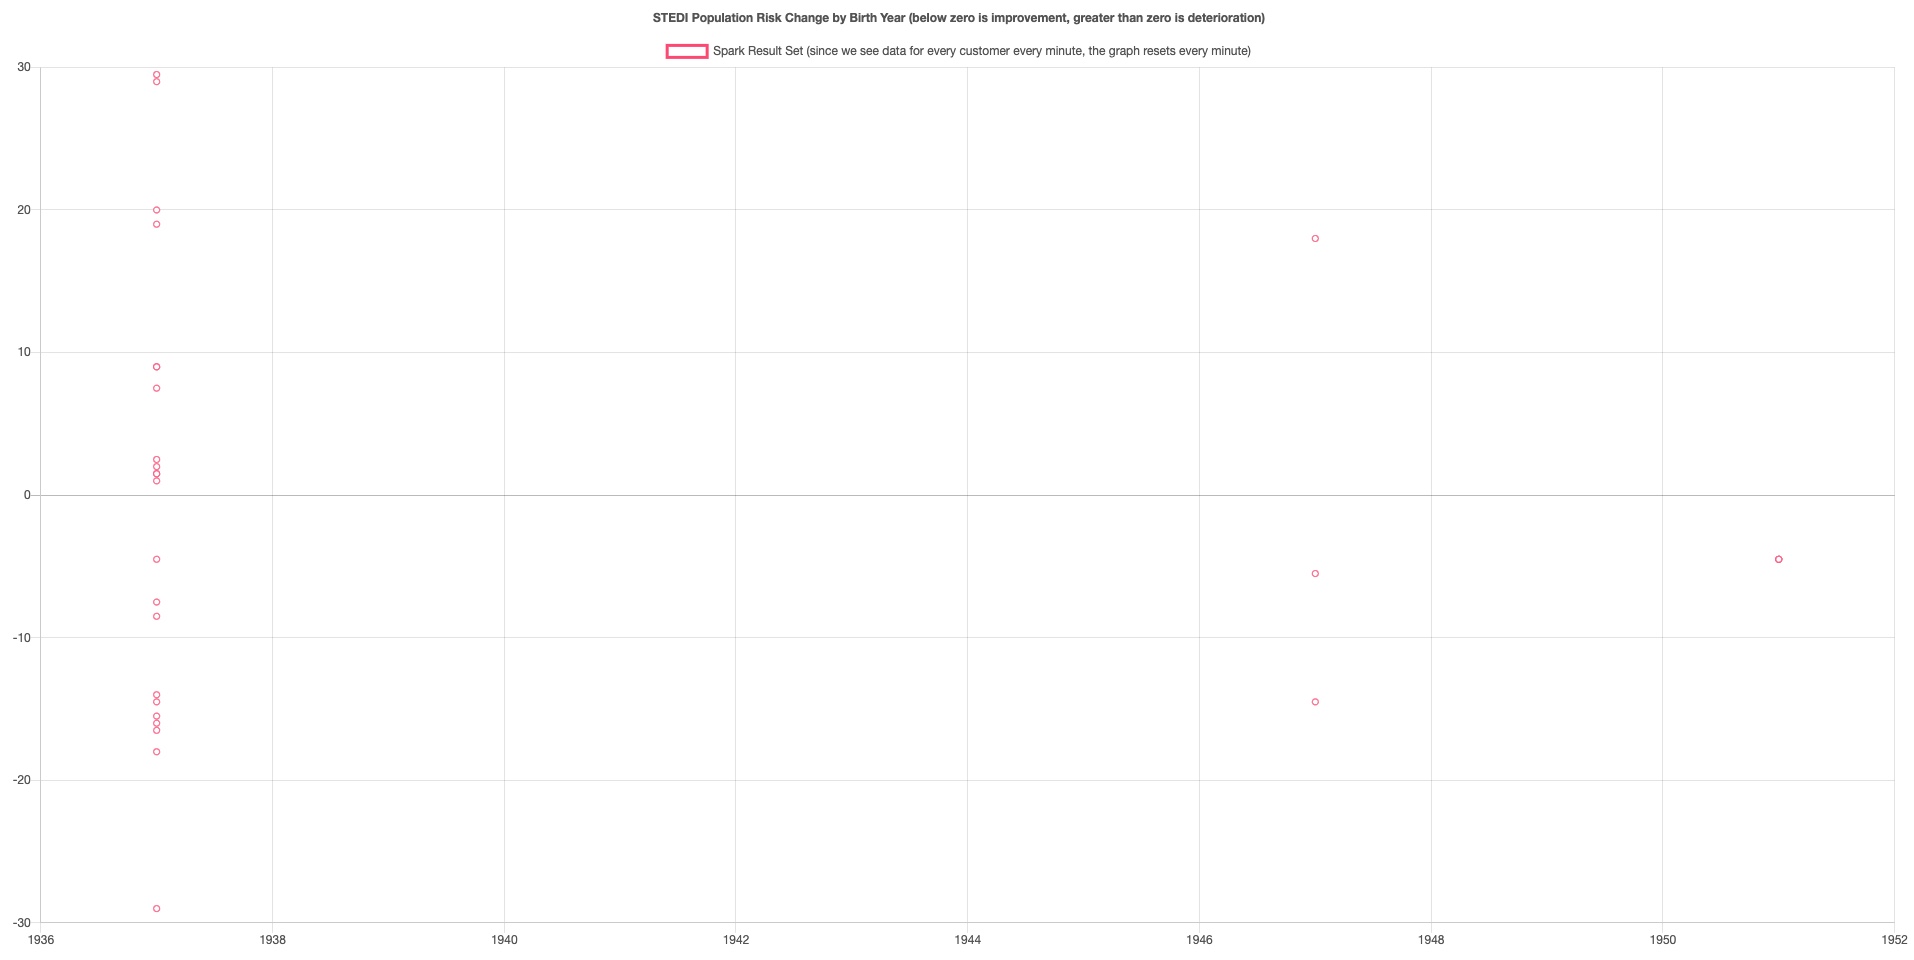 STEDI Population Risk Change by Birth Year (below zero is improvement, greater than zero is deterioration)
Spark Result Set (since we see data for every customer every minute, the graph resets every minute)
30
20
10
0
-10
-20
-30
1936 1938 1940 1942 1944 1946 1948 1950 1952